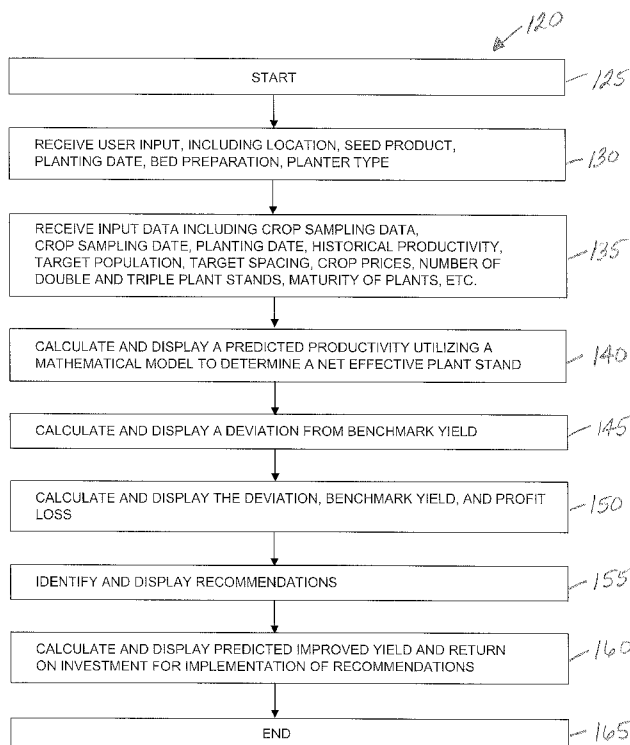 120
START
125
RECEIVE USER INPUT, INCLUDING LOCATION, SEED PRODUCT,
PLANTING DATE, BED PREPARATION, PLANTER TYPE
130
RECEIVE INPUT DATA INCLUDING CROP SAMPLING DATA,
CROP SAMPLING DATE, PLANTING DATE, HISTORICAL PRODUCTIVITY,
TARGET POPULATION, TARGET SPACING, CROP PRICES, NUMBER OF
DOUBLE AND TRIPLE PLANT STANDS, MATURITY OF PLANTS, ETC.
135
CALCULATE AND DISPLAY A PREDICTED PRODUCTIVITY UTILIZING A
MATHEMATICAL MODEL TO DETERMINE A NET EFFECTIVE PLANT STAND
140
CALCULATE AND DISPLAY A DEVIATION FROM BENCHMARK YIELD
145
CALCULATE AND DISPLAY THE DEVIATION, BENCHMARK YIELD, AND PROFIT
LOSS
150
IDENTIFY AND DISPLAY RECOMMENDATIONS
155
CALCULATE AND DISPLAY PREDICTED IMPROVED YIELD AND RETURN
ON INVESTMENT FOR IMPLEMENTATION OF RECOMMENDATIONS
160
END
165